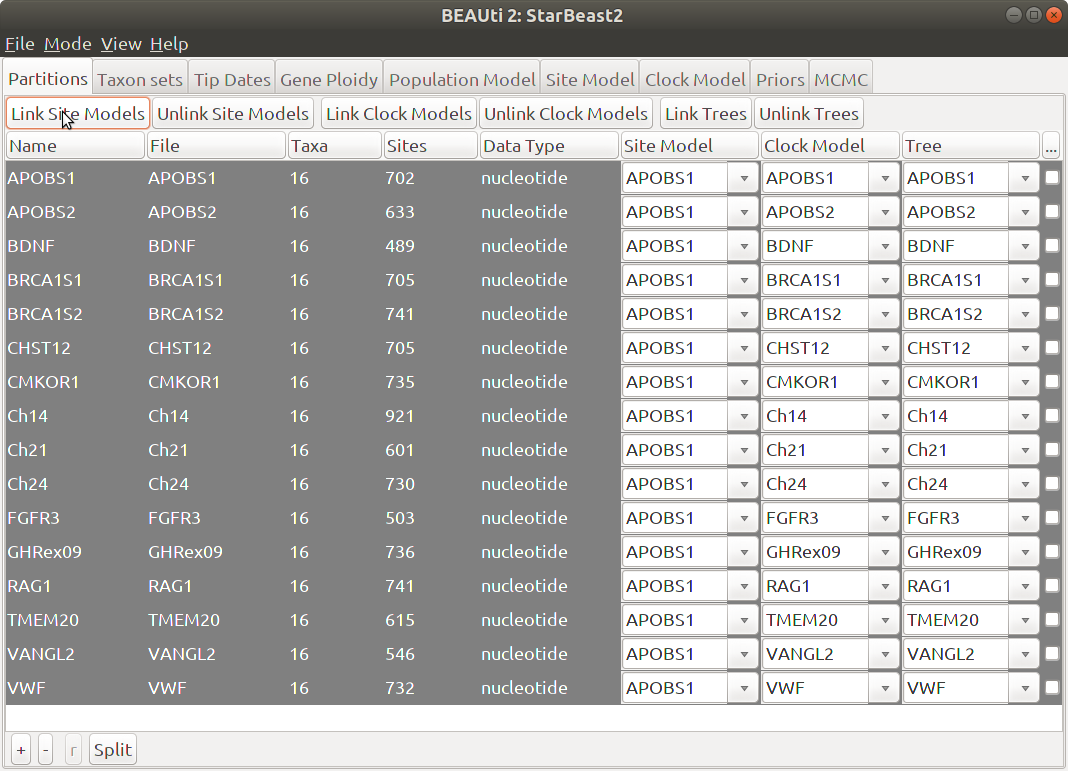 BEAUti 2: StarBeast2
File Mode View Help
Partitions Taxon sets Tip Dates Gene Ploidy Population Model Site Model Clock Model Priors MCMC
Link Site Models Unlink Site Models Link Clock Models Unlink Clock Models Link Trees Unlink Trees
Name File Taxa Sites Data Type Site Model Clock Model Tree ...
APOBS1 APOBS1 16 702 nucleotide APOBS1 APOBS1 APOBS1
APOBS2 APOBS2 16 633 nucleotide APOBS1 APOBS2 APOBS2
BDNF BDNF 16 489 nucleotide APOBS1 BDNF BDNF
BRCA1S1 BRCA1S1 16 705 nucleotide APOBS1 BRCA1S1 BRCA1S1
BRCA1S2 BRCA1S2 16 741 nucleotide APOBS1 BRCA1S2 BRCA1S2
CHST12 CHST12 16 705 nucleotide APOBS1 CHST12 CHST12
CMKOR1 CMKOR1 16 735 nucleotide APOBS1 CMKOR1 CMKOR1
Ch14 Ch14 16 921 nucleotide APOBS1 Ch14 Ch14
Ch21 Ch21 16 601 nucleotide APOBS1 Ch21 Ch21
Ch24 Ch24 16 730 nucleotide APOBS1 Ch24 Ch24
FGFR3 FGFR3 16 503 nucleotide APOBS1 FGFR3 FGFR3
GHRex09 GHRex09 16 736 nucleotide APOBS1 GHRex09 GHRex09
RAG1 RAG1 16 741 nucleotide APOBS1 RAG1 RAG1
TMEM20 TMEM20 16 615 nucleotide APOBS1 TMEM20 TMEM20
VANGL2 VANGL2 16 546 nucleotide APOBS1 VANGL2 VANGL2
VWF VWF 16 732 nucleotide APOBS1 VWF VWF
+ - r Split